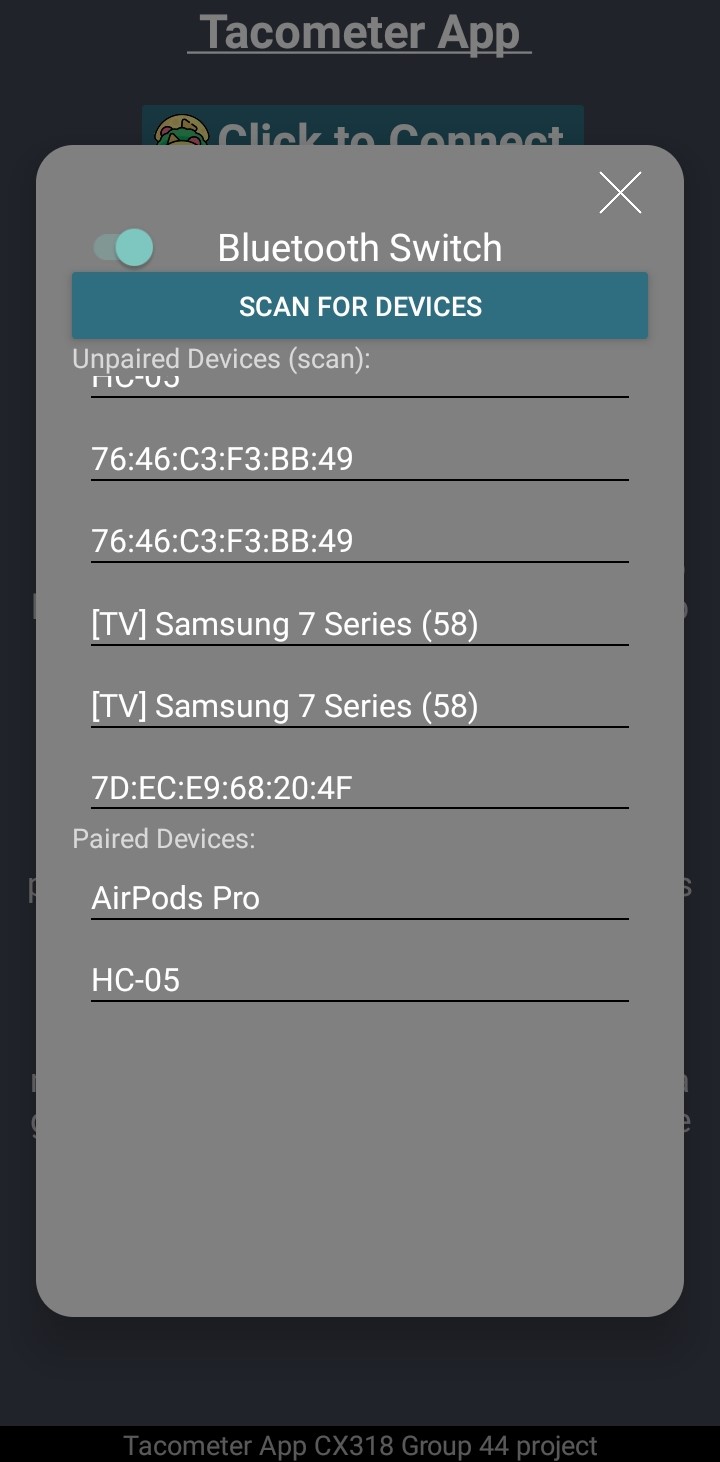 Tacometer App
Click to Connect
Bluetooth Switch
SCAN FOR DEVICES
Unpaired Devices (scan):
HC-05
76:46:C3:F3:BB:49
76:46:C3:F3:BB:49
[TV] Samsung 7 Series (58)
[TV] Samsung 7 Series (58)
7D:EC:E9:68:20:4F
Paired Devices:
AirPods Pro
HC-05
Tacometer App CX318 Group 44 project